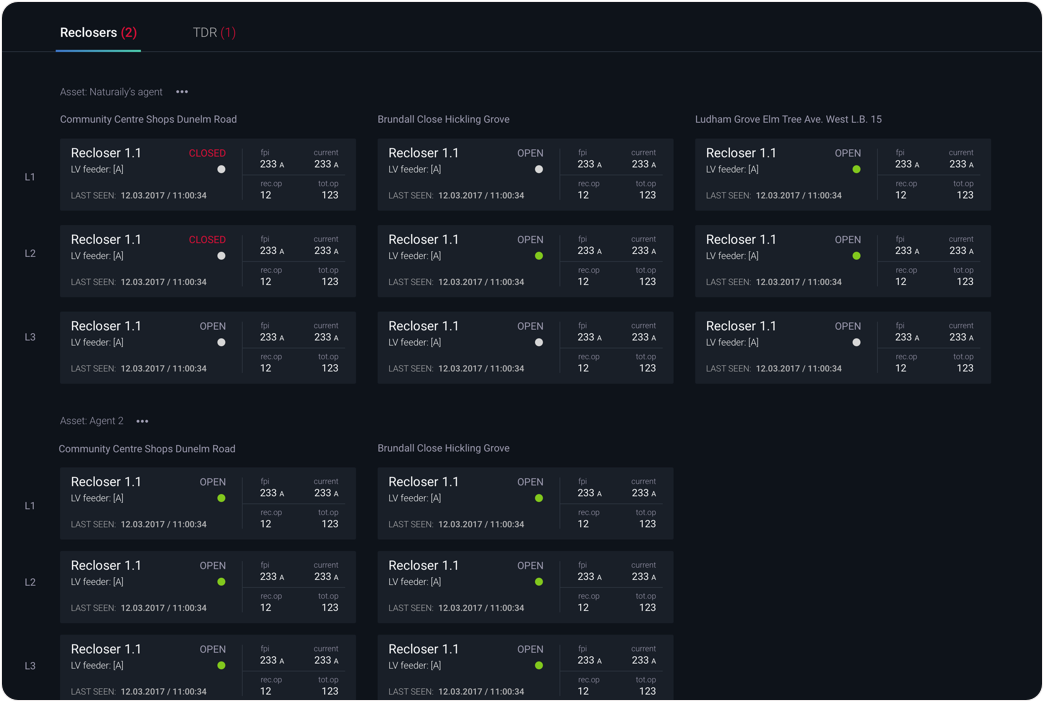 Reclosers (2) TDR (1)
Asset: Naturaily's agent •••
Community Centre Shops Dunelm Road Brundall Close Hickling Grove Ludham Grove Elm Tree Ave. West L.B. 15
L1
Recloser 1.1 CLOSED fpi current
LV feeder: [A] 233 A 233 A
rec.op tot.op
LAST SEEN: 12.03.2017 / 11:00:34 12 123
Recloser 1.1 OPEN fpi current
LV feeder: [A] 233 A 233 A
rec.op tot.op
LAST SEEN: 12.03.2017 / 11:00:34 12 123
Recloser 1.1 OPEN fpi current
LV feeder: [A] 233 A 233 A
rec.op tot.op
LAST SEEN: 12.03.2017 / 11:00:34 12 123
L2
Recloser 1.1 CLOSED fpi current
LV feeder: [A] 233 A 233 A
rec.op tot.op
LAST SEEN: 12.03.2017 / 11:00:34 12 123
Recloser 1.1 OPEN fpi current
LV feeder: [A] 233 A 233 A
rec.op tot.op
LAST SEEN: 12.03.2017 / 11:00:34 12 123
Recloser 1.1 OPEN fpi current
LV feeder: [A] 233 A 233 A
rec.op tot.op
LAST SEEN: 12.03.2017 / 11:00:34 12 123
L3
Recloser 1.1 OPEN fpi current
LV feeder: [A] 233 A 233 A
rec.op tot.op
LAST SEEN: 12.03.2017 / 11:00:34 12 123
Recloser 1.1 OPEN fpi current
LV feeder: [A] 233 A 233 A
rec.op tot.op
LAST SEEN: 12.03.2017 / 11:00:34 12 123
Recloser 1.1 OPEN fpi current
LV feeder: [A] 233 A 233 A
rec.op tot.op
LAST SEEN: 12.03.2017 / 11:00:34 12 123
Asset: Agent 2 •••
Community Centre Shops Dunelm Road Brundall Close Hickling Grove
L1
Recloser 1.1 OPEN fpi current
LV feeder: [A] 233 A 233 A
rec.op tot.op
LAST SEEN: 12.03.2017 / 11:00:34 12 123
Recloser 1.1 OPEN fpi current
LV feeder: [A] 233 A 233 A
rec.op tot.op
LAST SEEN: 12.03.2017 / 11:00:34 12 123
L2
Recloser 1.1 OPEN fpi current
LV feeder: [A] 233 A 233 A
rec.op tot.op
LAST SEEN: 12.03.2017 / 11:00:34 12 123
Recloser 1.1 OPEN fpi current
LV feeder: [A] 233 A 233 A
rec.op tot.op
LAST SEEN: 12.03.2017 / 11:00:34 12 123
L3
Recloser 1.1 OPEN fpi current
LV feeder: [A] 233 A 233 A
rec.op tot.op
LAST SEEN: 12.03.2017 / 11:00:34 12 123
Recloser 1.1 OPEN fpi current
LV feeder: [A] 233 A 233 A
rec.op tot.op
LAST SEEN: 12.03.2017 / 11:00:34 12 123